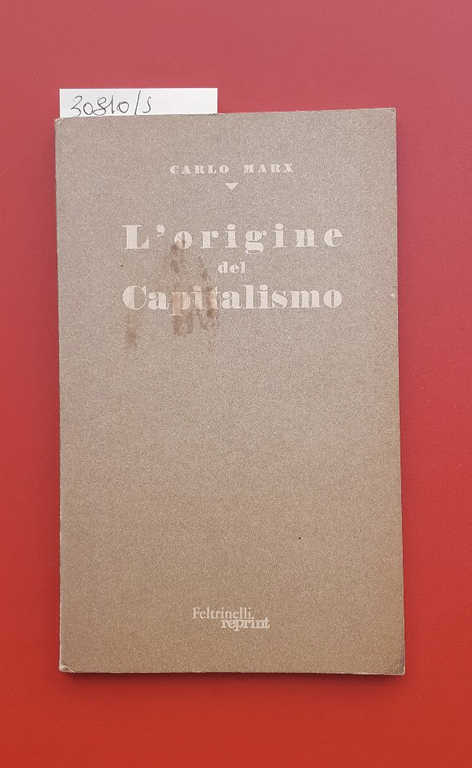 30810/s
CARLO MARX
L'origine
del
Capitalismo
Feltrinelli
reprint